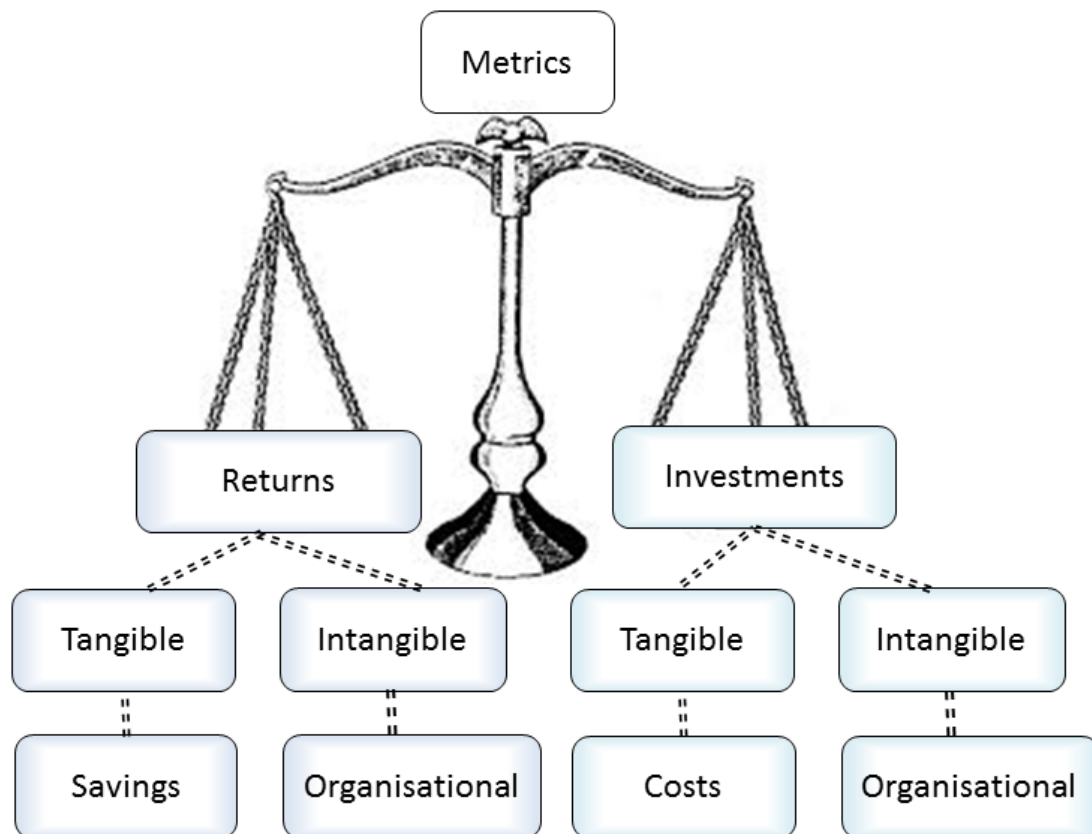 Metrics
Returns
Investments
Tangible
Intangible
Tangible
Intangible
Savings
Organisational
Costs
Organisational